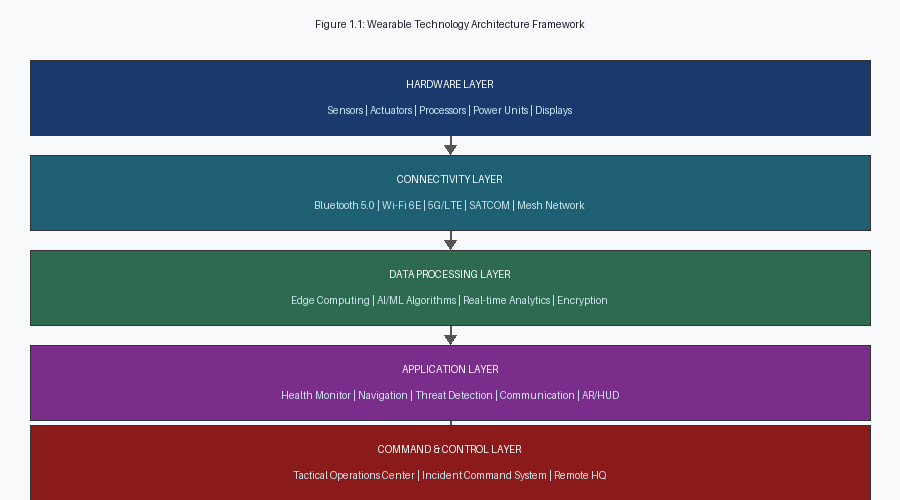 Figure 1.1: Wearable Technology Architecture Framework
HARDWARE LAYER
Sensors | Actuators | Processors | Power Units | Displays
CONNECTIVITY LAYER
Bluetooth 5.0 | Wi-Fi 6E | 5G/LTE | SATCOM | Mesh Network
DATA PROCESSING LAYER
Edge Computing | AI/ML Algorithms | Real-time Analytics | Encryption
APPLICATION LAYER
Health Monitor | Navigation | Threat Detection | Communication | AR/HUD
COMMAND & CONTROL LAYER
Tactical Operations Center | Incident Command System | Remote HQ